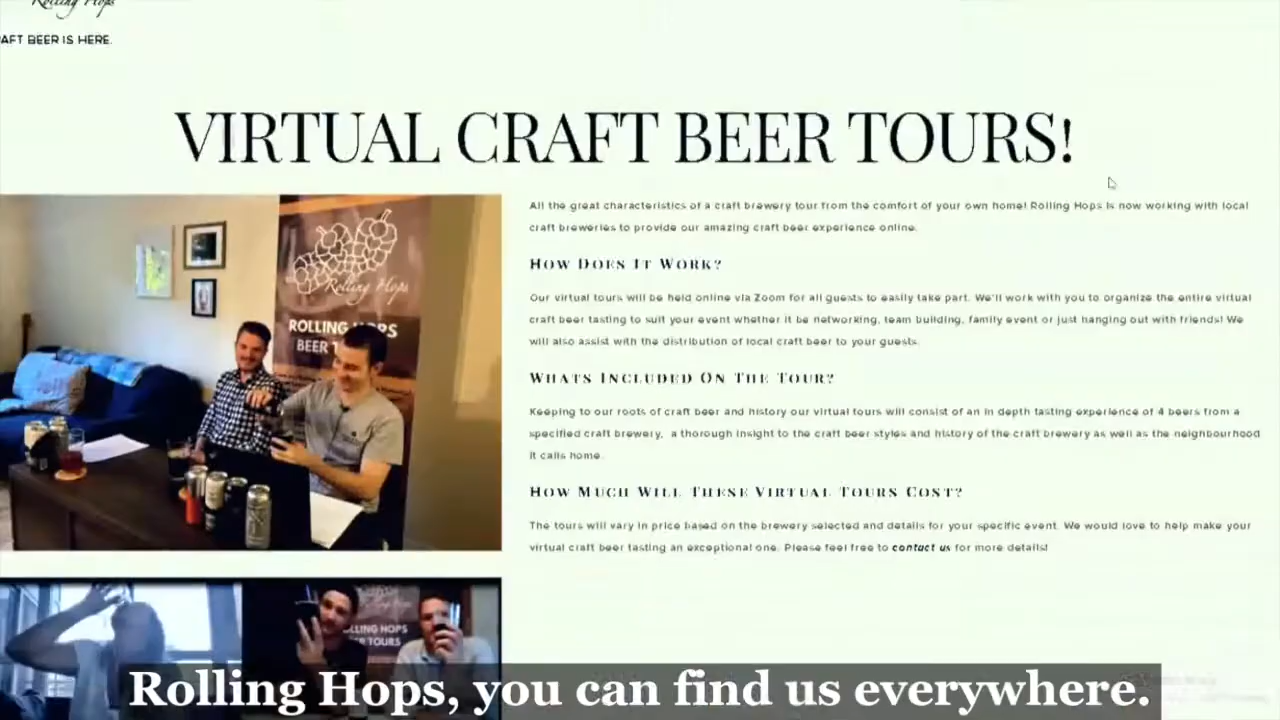 Rolling Hops
AFT BEER IS HERE.
VIRTUAL CRAFT BEER TOURS!
All the great characteristics of a craft brewery tour from the comfort of your own home! Rolling Hops is now working with local
craft breweries to provide our amazing craft beer experience online.
HOW DOES IT WORK?
Our virtual tours will be held online via Zoom for all guests to easily take part. We'll work with you to organize the entire virtual
craft beer tasting to suit your event whether it be networking, team building, family event or just hanging out with friends! We
will also assist with the distribution of local craft beer to your guests.
WHATS INCLUDED ON THE TOUR?
Keeping to our roots of craft beer and history our virtual tours will consist of an in depth tasting experience of 4 beers from a
specified craft brewery, a thorough insight to the craft beer styles and history of the craft brewery as well as the neighbourhood
it calls home.
HOW MUCH WILL THESE VIRTUAL TOURS COST?
The tours will vary in price based on the brewery selected and details for your specific event. We would love to help make your
virtual craft beer tasting an exceptional one. Please feel free to contact us for more details!
Rolling Hops
ROLLING HOPS
BEER T
Rolling Hops
LLING HOPS
R TOURS
Rolling Hops, you can find us everywhere.